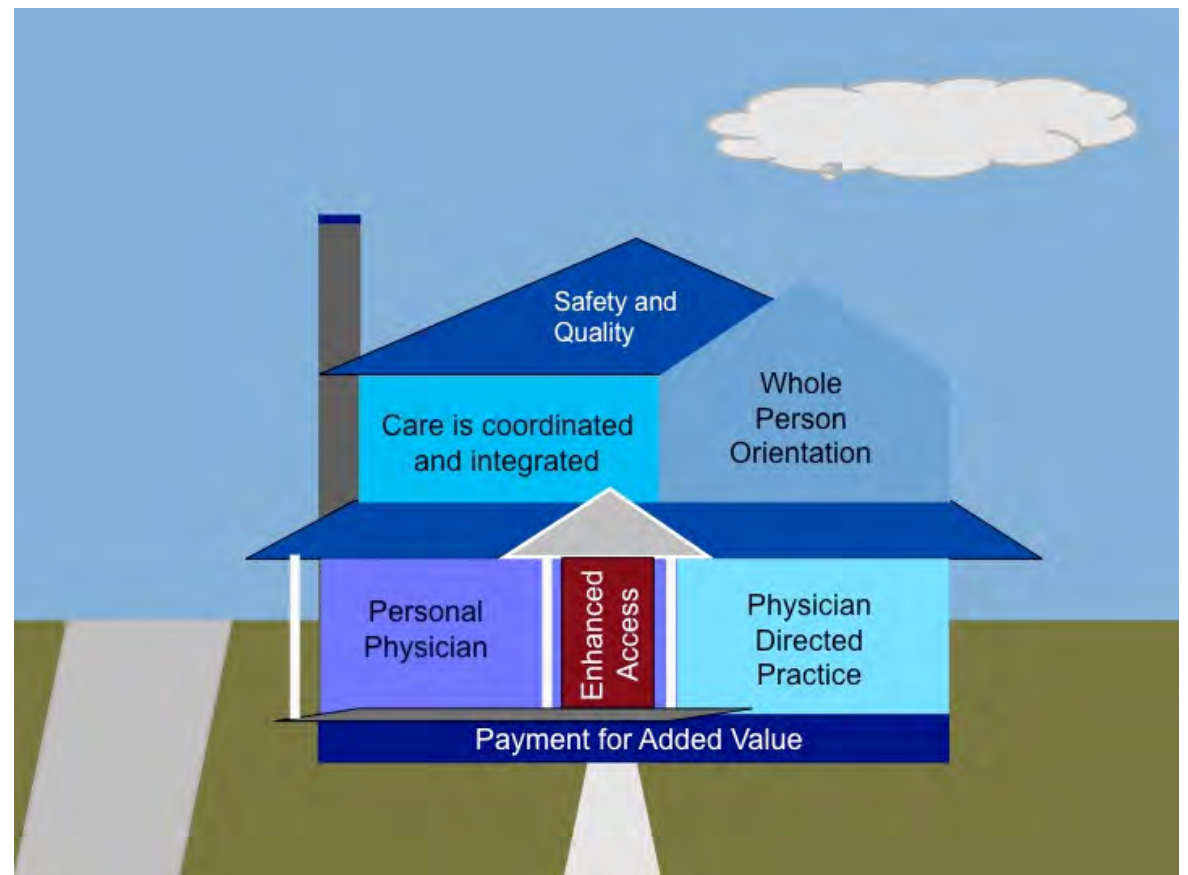 Safety and
Quality
Care is coordinated
and integrated
Whole
Person
Orientation
Personal
Physician
Enhanced
Access
Physician
Directed
Practice
Payment for Added Value